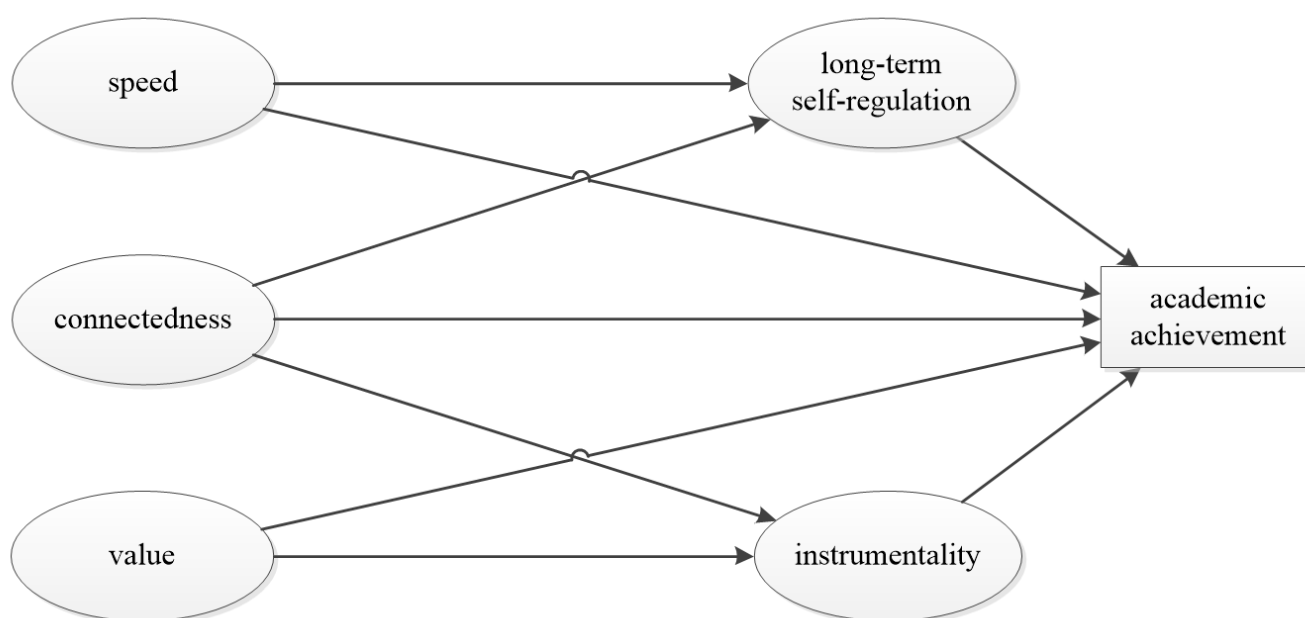 speed
long-term
self-regulation
connectedness
academic
achievement
value
instrumentality